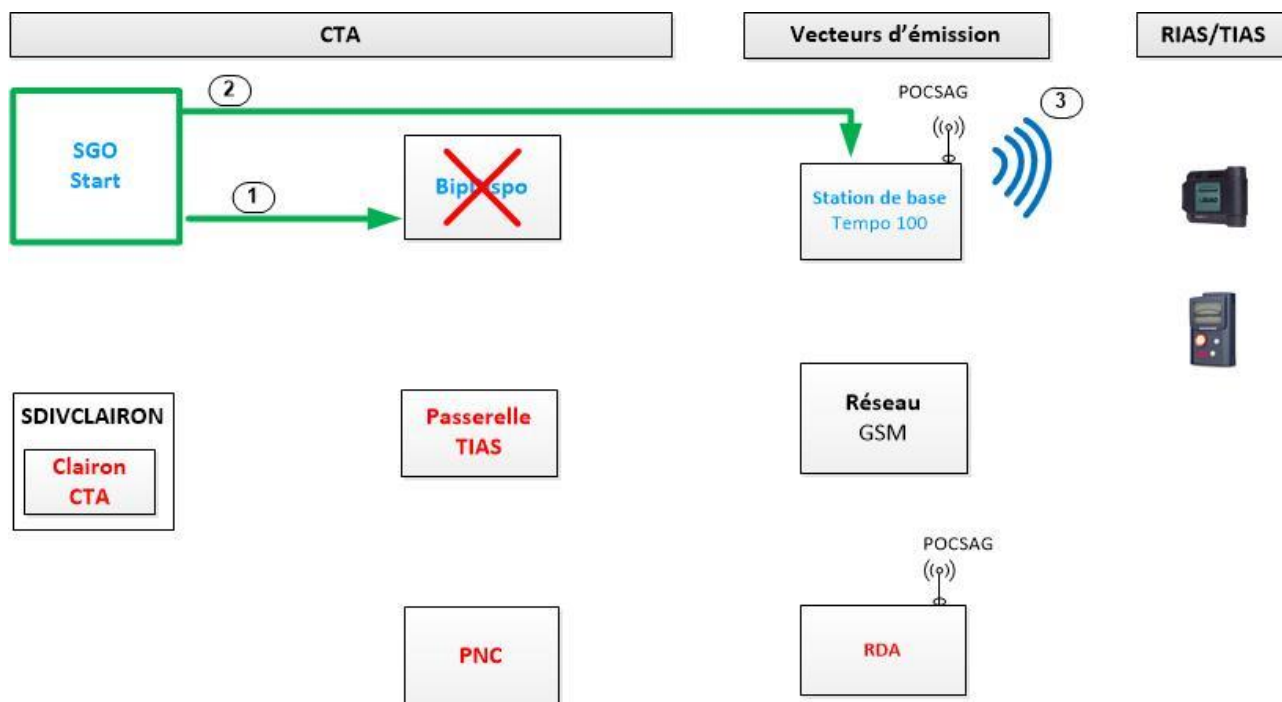 CTA
Vecteurs d'émission
RIAS/TIAS
2
POCSAG
3
SGO
Start
1
Station de base
Tempo 100
SDIVCLAIRON
Clairon
CTA
Passerelle
TIAS
Réseau
GSM
POCSAG
PNC
RDA